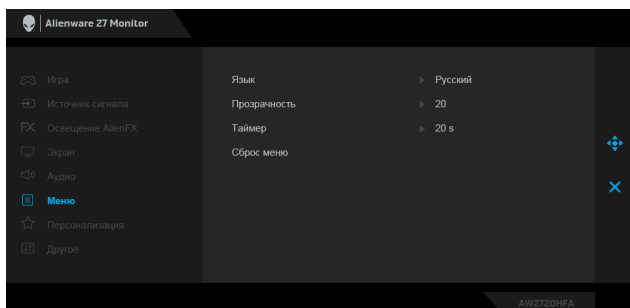 Alienware 27 Monitor
Игра
Источник сигнала
FX Освещение AlienFX
Экран
Аудио
Меню
Персонализация
Другое
Язык Русский
Прозрачность 20
Таймер 20 s
Сброс меню
AW2720HFA